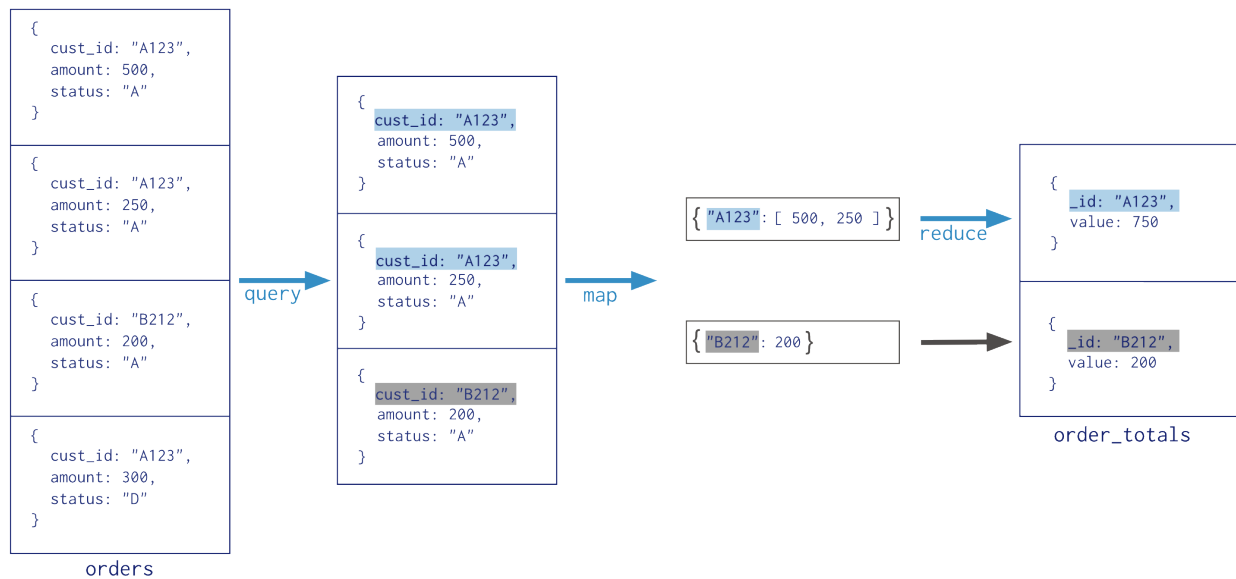 {
cust_id: "A123",
amount: 500,
status: "A"
}
{
cust_id: "A123",
amount: 250,
status: "A"
}
{
cust_id: "B212",
amount: 200,
status: "A"
}
{
cust_id: "A123",
amount: 300,
status: "D"
}
orders
query
{
cust_id: "A123",
amount: 500,
status: "A"
}
{
cust_id: "A123",
amount: 250,
status: "A"
}
{
cust_id: "B212",
amount: 200,
status: "A"
}
map
{ "A123": [ 500, 250 ] }
{ "B212": 200 }
reduce
{
_id: "A123",
value: 750
}
{
_id: "B212",
value: 200
}
order_totals